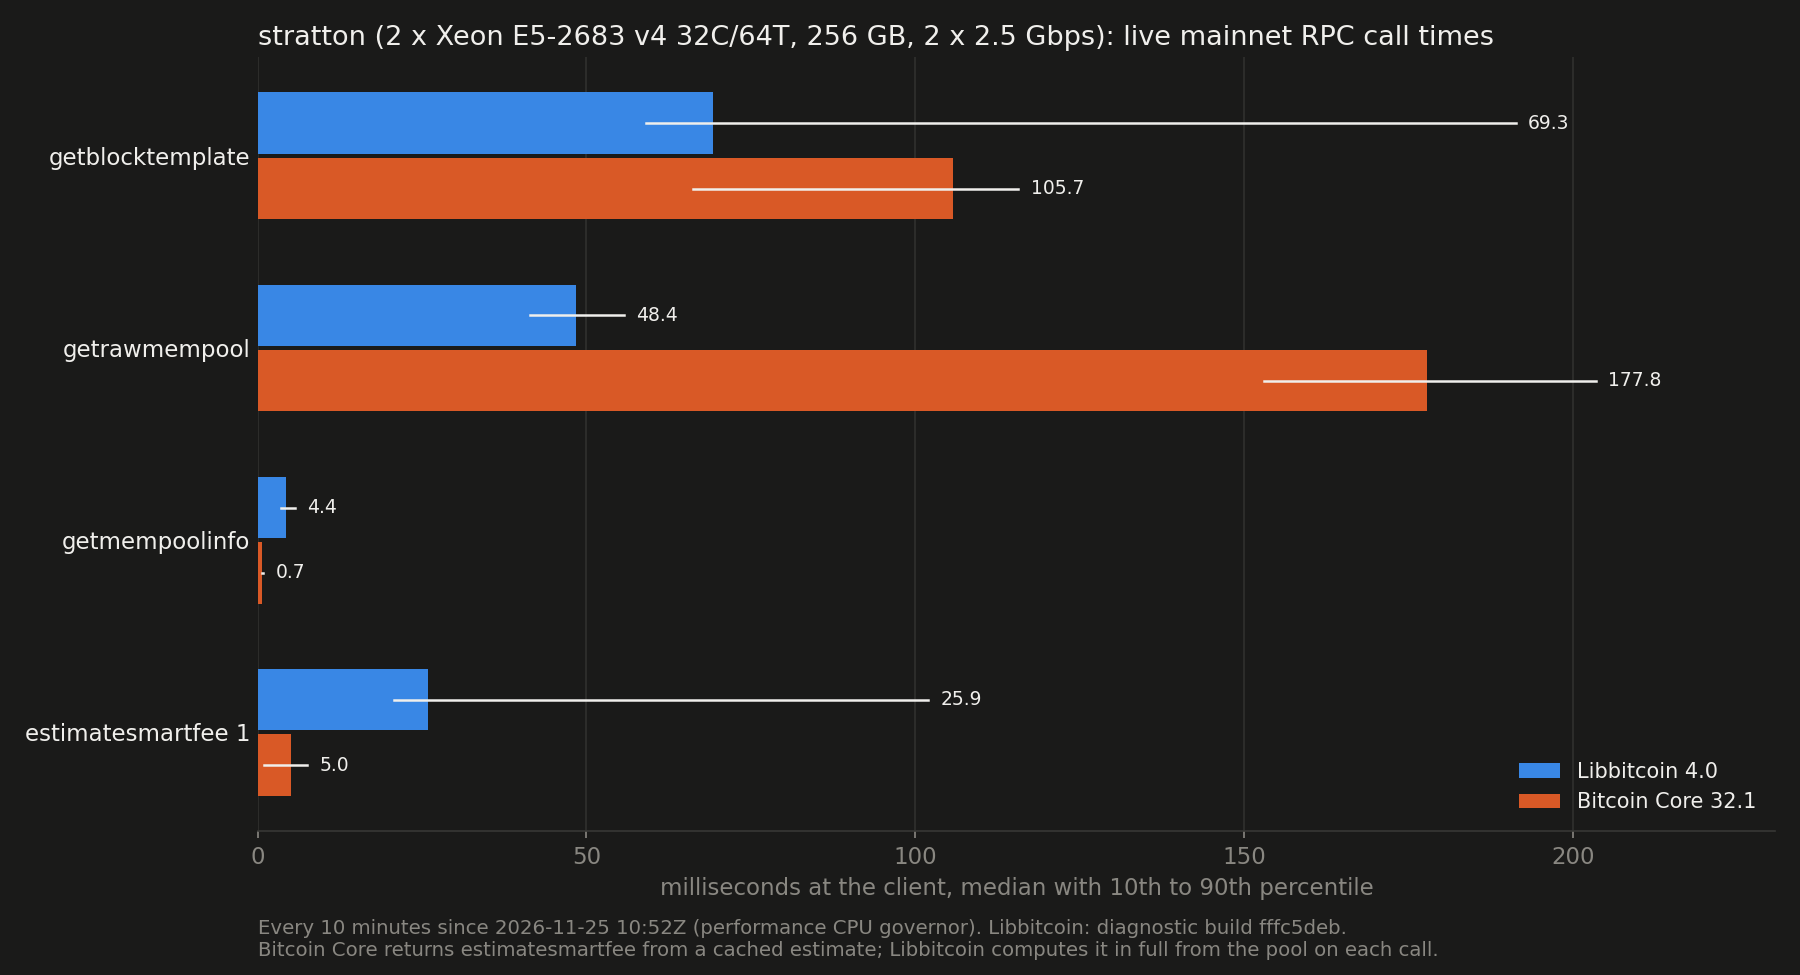 stratton (2 x Xeon E5-2683 v4 32C/64T, 256 GB, 2 x 2.5 Gbps): live mainnet RPC call times
getblocktemplate
69.3
105.7
getrawmempool
48.4
177.8
getmempoolinfo
4.4
0.7
estimatesmartfee 1
25.9
5.0
Libbitcoin 4.0
Bitcoin Core 32.1
0 50 100 150 200
milliseconds at the client, median with 10th to 90th percentile
Every 10 minutes since 2026-11-25 10:52Z (performance CPU governor). Libbitcoin: diagnostic build fffc5deb.
Bitcoin Core returns estimatesmartfee from a cached estimate; Libbitcoin computes it in full from the pool on each call.